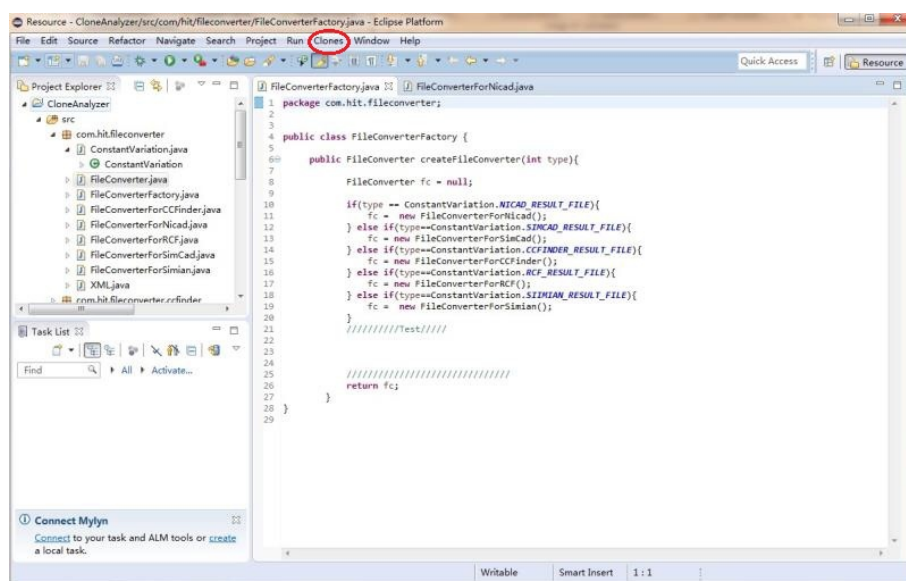 Resource - CloneAnalyzer/src/com/hit/fileconverter/FileConverterFactory.java - Eclipse Platform
File Edit Source Refactor Navigate Search Project Run Clones Window Help
Quick Access
Resource
Project Explorer
CloneAnalyzer
src
com.hit.fileconverter
ConstantVariation.java
ConstantVariation
FileConverter.java
FileConverterFactory.java
FileConverterForCCFinder.java
FileConverterForNicad.java
FileConverterForRCF.java
FileConverterForSimCad.java
FileConverterForSimian.java
XML.java
com.hit.fileconverter.ccfinder
Task List
Find All Activate...
Connect Mylyn
Connect to your task and ALM tools or create
a local task.
FileConverterFactory.java FileConverterForNicad.java
1 package com.hit.fileconverter;
2
3
4 public class FileConverterFactory {
5
6 public FileConverter createFileConverter(int type){
7
8 FileConverter fc = null;
9
10 if(type == ConstantVariation.NICAD_RESULT_FILE){
11 fc = new FileConverterForNicad();
12 } else if(type==ConstantVariation.SIMCAD_RESULT_FILE){
13 fc = new FileConverterForSimCad();
14 } else if(type==ConstantVariation.CCFINDER_RESULT_FILE){
15 fc = new FileConverterForCCFinder();
16 } else if(type==ConstantVariation.RCF_RESULT_FILE){
17 fc = new FileConverterForRCF();
18 } else if(type==ConstantVariation.SIIMIAN_RESULT_FILE){
19 fc = new FileConverterForSimian();
20 }
21 //////////Test/////
22
23
24
25 ///////////////////////////////
26 return fc;
27 }
28 }
29
Writable Smart Insert 1 : 1